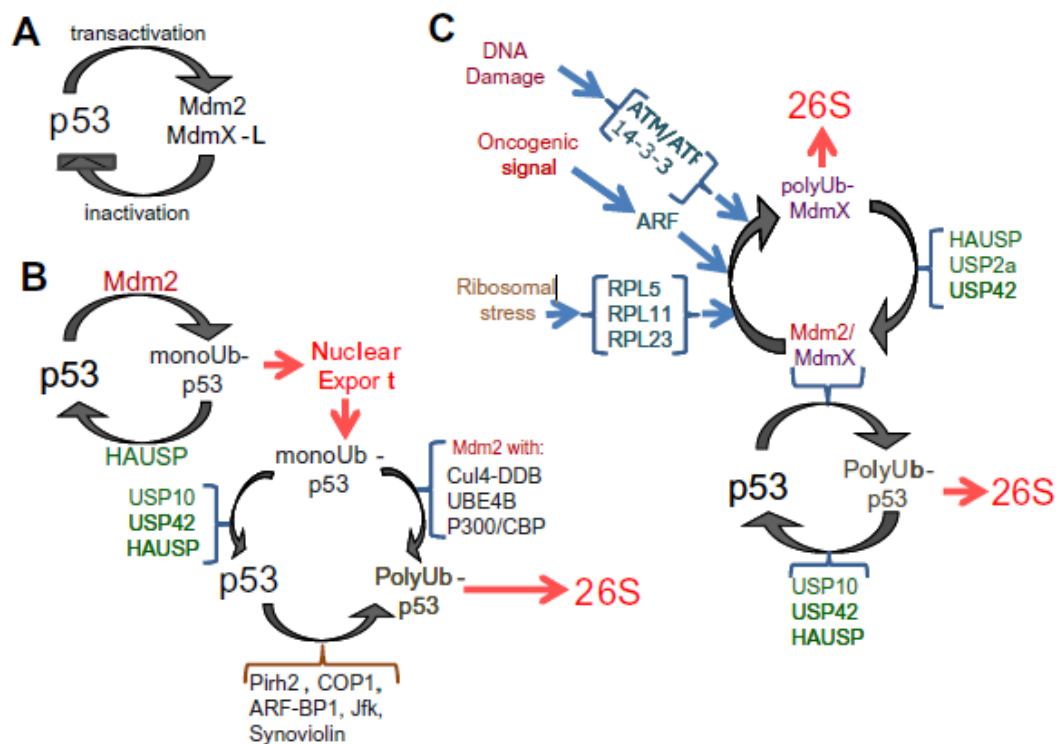 A
transactivation
p53
Mdm2
MdmX -L
inactivation
B
Mdm2
p53
monoUb-
p53
HAUSP
Nuclear
Expor t
monoUb -
p53
USP10
USP42
HAUSP
Mdm2 with:
Cul4-DDB
UBE4B
P300/CBP
p53
PolyUb -
p53
26S
Pirh2 , COP1,
ARF-BP1, Jfk,
Synoviolin
C
DNA
Damage
ATM/ATF
14-3-3
Oncogenic
signal
ARF
Ribosomal
stress
RPL5
RPL11
RPL23
26S
polyUb-
MdmX
HAUSP
USP2a
USP42
Mdm2/
MdmX
p53
PolyUb-
p53
26S
USP10
USP42
HAUSP